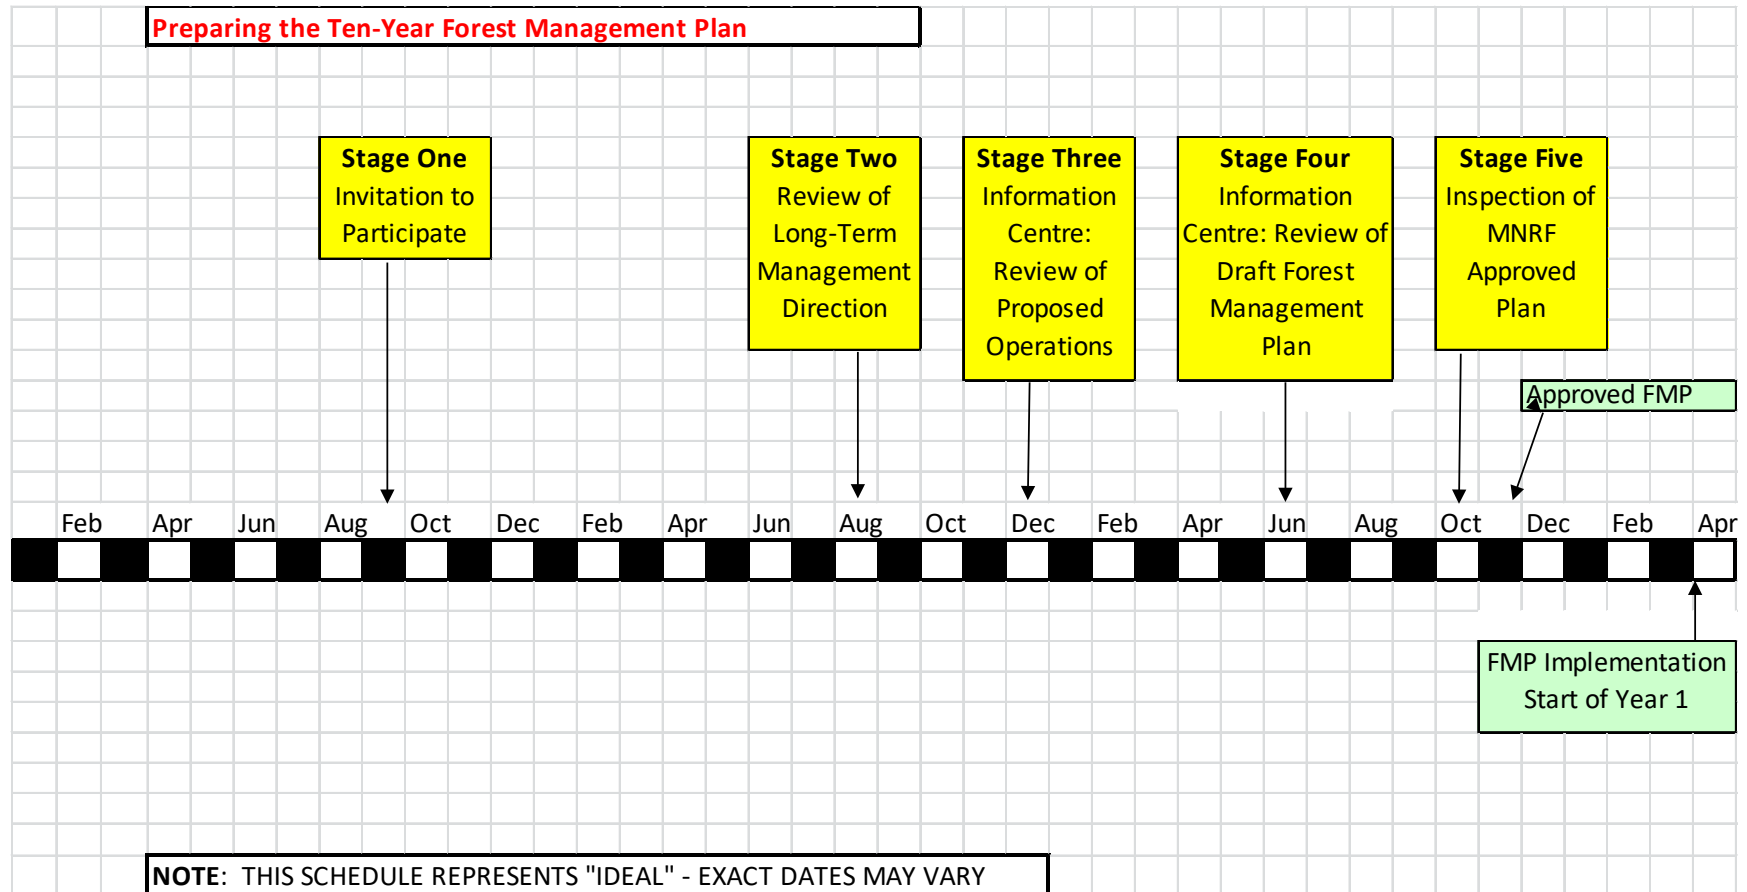 Preparing the Ten-Year Forest Management Plan
Stage One
Invitation to
Participate
Stage Two
Review of
Long-Term
Management
Direction
Stage Three
Information
Centre:
Review of
Proposed
Operations
Stage Four
Information
Centre: Review of
Draft Forest
Management
Plan
Stage Five
Inspection of
MNRF
Approved
Plan
Approved FMP
Feb Apr Jun Aug Oct Dec Feb Apr Jun Aug Oct Dec Feb Apr Jun Aug Oct Dec Feb Apr
FMP Implementation
Start of Year 1
NOTE: THIS SCHEDULE REPRESENTS "IDEAL" - EXACT DATES MAY VARY